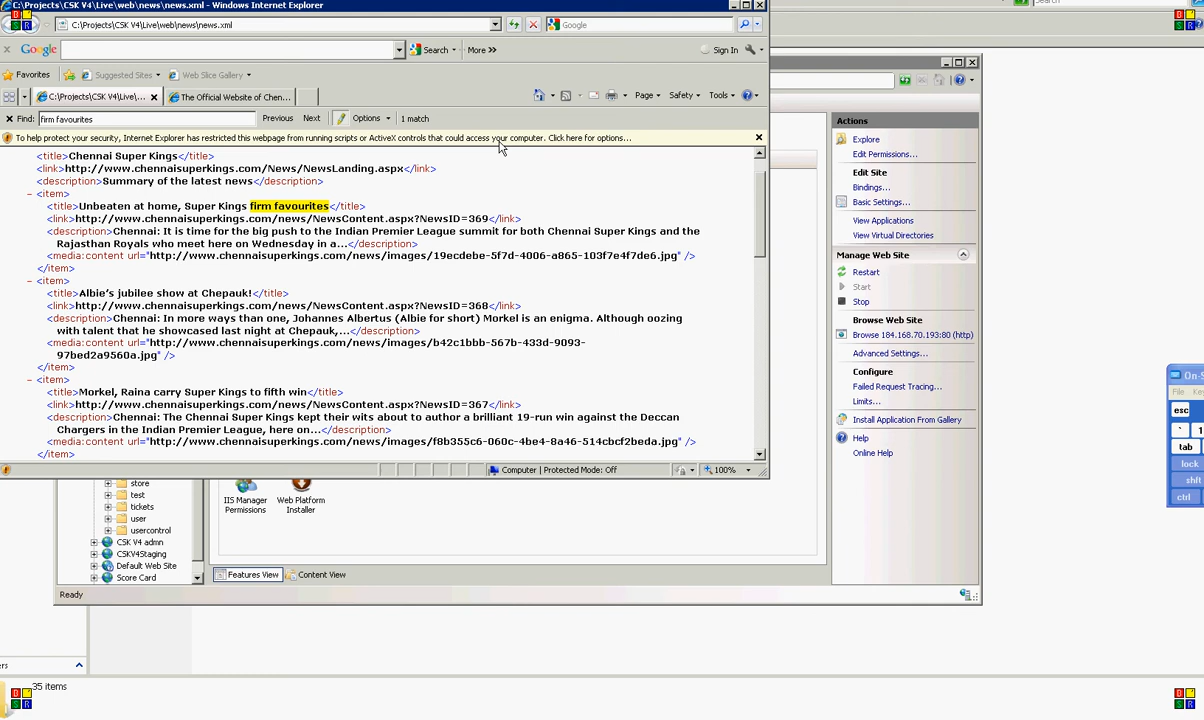 C:\Projects\CSK V4\Live\web\news\news.xml - Windows Internet Explorer
C:\Projects\CSK V4\Live\web\news\news.xml
Google
Google
Search
More »
Sign In
Favorites
Suggested Sites
Web Slice Gallery
C:\Projects\CSK V4\Live\...
The Official Website of Chen...
Page
Safety
Tools
Find:
firm favourites
Previous
Next
Options
1 match
To help protect your security, Internet Explorer has restricted this webpage from running scripts or ActiveX controls that could access your computer. Click here for options...
<title>Chennai Super Kings</title>
<link>http://www.chennaisuperkings.com/News/NewsLanding.aspx</link>
<description>Summary of the latest news</description>
- <item>
<title>Unbeaten at home, Super Kings firm favourites</title>
<link>http://www.chennaisuperkings.com/news/NewsContent.aspx?NewsID=369</link>
<description>Chennai: It is time for the big push to the Indian Premier League summit for both Chennai Super Kings and the
Rajasthan Royals who meet here on Wednesday in a...</description>
<media:content url="http://www.chennaisuperkings.com/news/images/19ecdebe-5f7d-4006-a865-103f7e4f7de6.jpg" />
</item>
- <item>
<title>Albie's jubilee show at Chepauk!</title>
<link>http://www.chennaisuperkings.com/news/NewsContent.aspx?NewsID=368</link>
<description>Chennai: In more ways than one, Johannes Albertus (Albie for short) Morkel is an enigma. Although oozing
with talent that he showcased last night at Chepauk,...</description>
<media:content url="http://www.chennaisuperkings.com/news/images/b42c1bbb-567b-433d-9093-
97bed2a9560a.jpg" />
</item>
- <item>
<title>Morkel, Raina carry Super Kings to fifth win</title>
<link>http://www.chennaisuperkings.com/news/NewsContent.aspx?NewsID=367</link>
<description>Chennai: The Chennai Super Kings kept their wits about to author a brilliant 19-run win against the Deccan
Chargers in the Indian Premier League, here on...</description>
<media:content url="http://www.chennaisuperkings.com/news/images/f8b355c6-060c-4be4-8a46-514cbcf2beda.jpg" />
</item>
Computer | Protected Mode: Off
100%
store
test
tickets
user
usercontrol
CSK V4 admn
CSKV4Staging
Default Web Site
Score Card
IIS Manager
Permissions
Web Platform
Installer
Features View
Content View
Ready
Actions
Explore
Edit Permissions...
Edit Site
Bindings...
Basic Settings...
View Applications
View Virtual Directories
Manage Web Site
Restart
Start
Stop
Browse Web Site
Browse 184.168.70.193:80 (http)
Advanced Settings...
Configure
Failed Request Tracing...
Limits...
Install Application From Gallery
Help
Online Help
On-S
File
esc
tab
lock
shft
ctrl
35 items